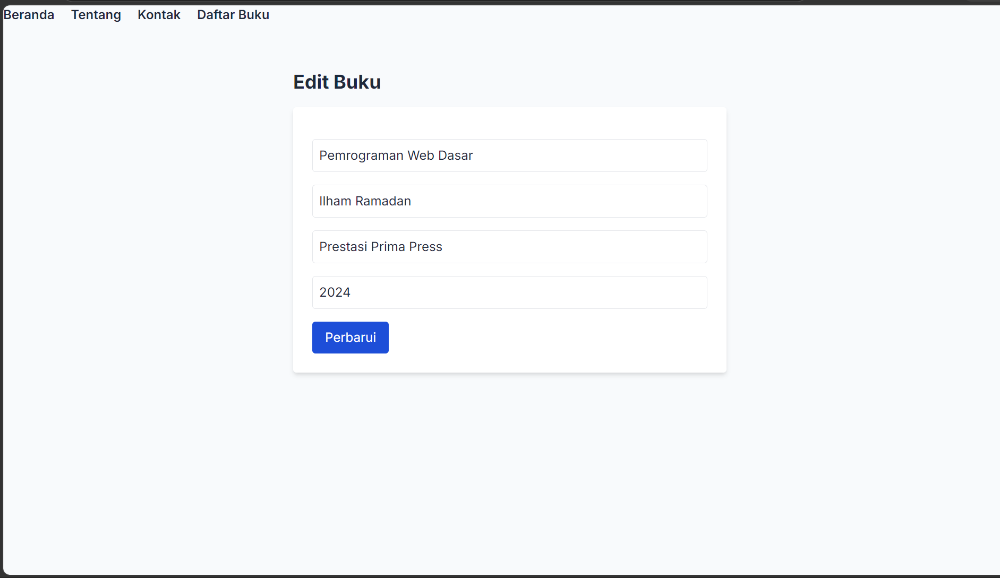 Beranda Tentang Kontak Daftar Buku
Edit Buku
Pemrograman Web Dasar
Ilham Ramadan
Prestasi Prima Press
2024
Perbarui